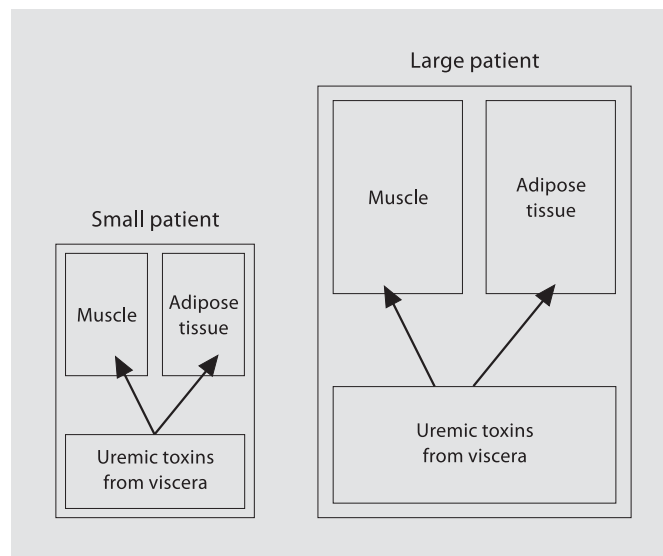 Large patient
Muscle
Adipose
tissue
Uremic toxins
from viscera
Small patient
Muscle
Adipose
tissue
Uremic toxins
from viscera